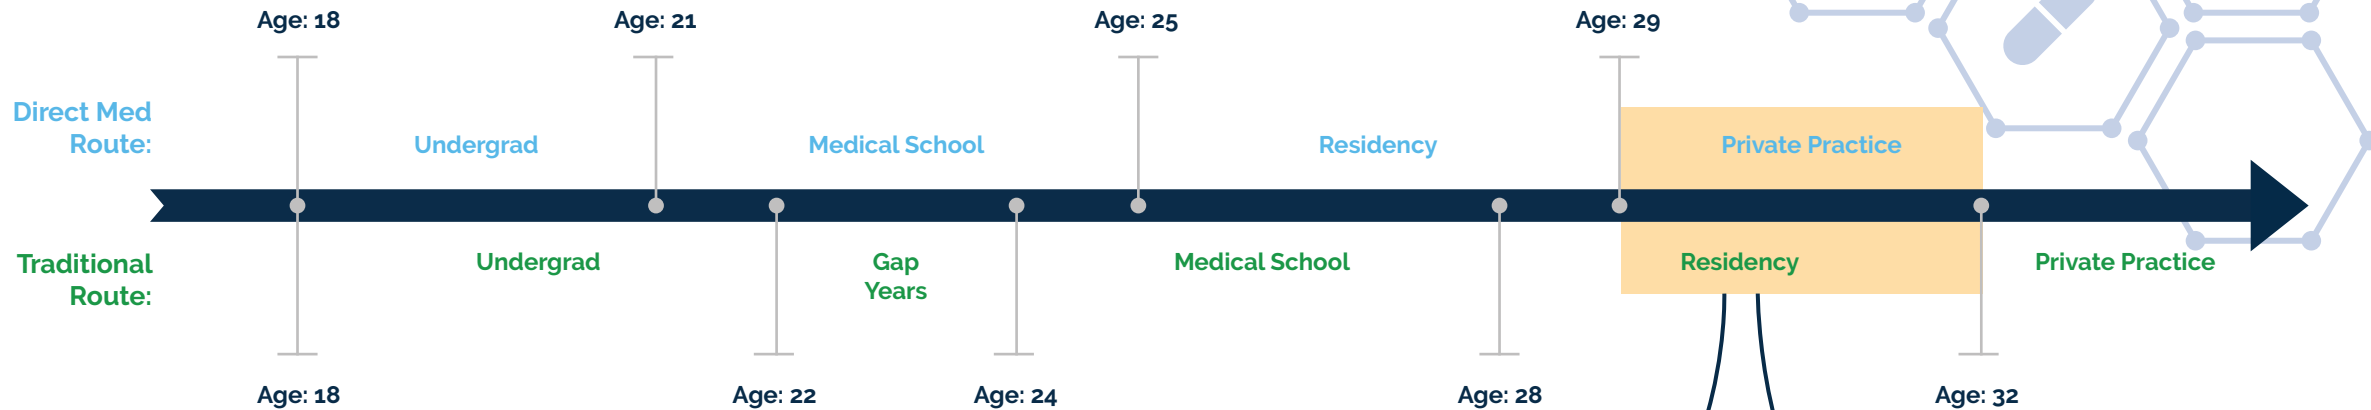 Age: 18
Age: 21
Age: 25
Age: 29
Direct Med
Route:
Undergrad
Medical School
Residency
Private Practice
Traditional
Route:
Undergrad
Gap
Years
Medical School
Residency
Private Practice
Age: 18
Age: 22
Age: 24
Age: 28
Age: 32